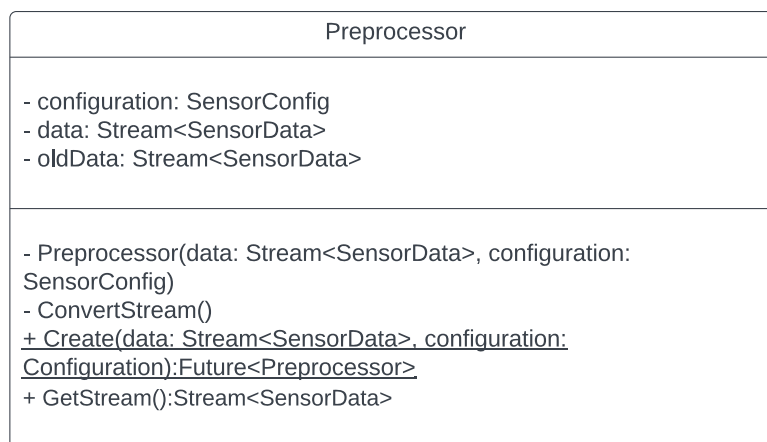 Preprocessor
- configuration: SensorConfig
- data: Stream<SensorData>
- oldData: Stream<SensorData>
- Preprocessor(data: Stream<SensorData>, configuration:
SensorConfig)
- ConvertStream()
+ Create(data: Stream<SensorData>, configuration:
Configuration):Future<Preprocessor>
+ GetStream():Stream<SensorData>